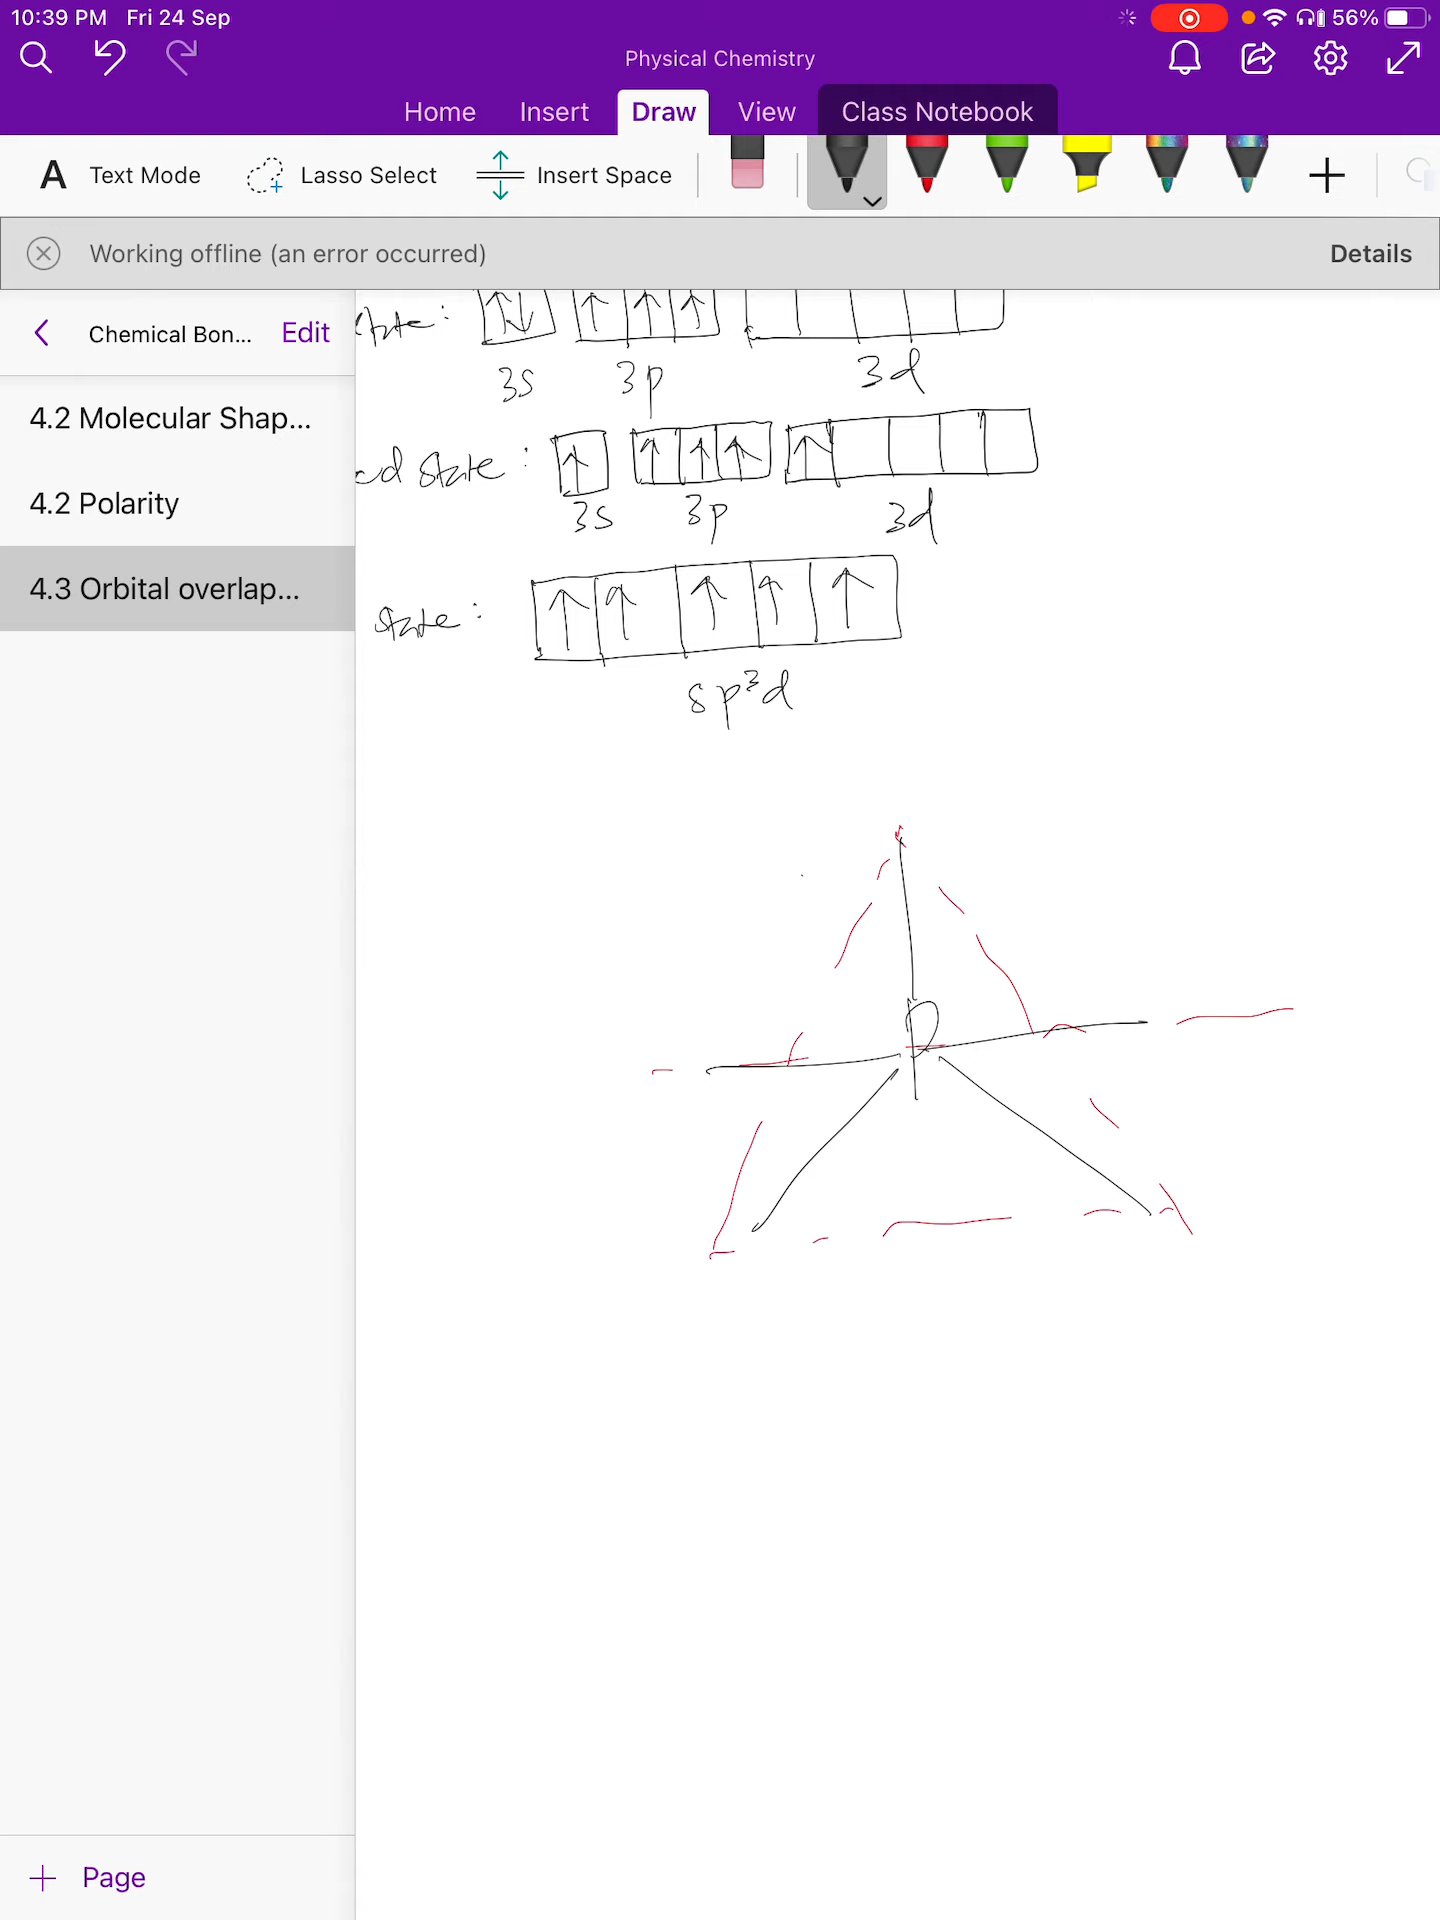 10:39 PM Fri 24 Sep 56%
Physical Chemistry
Home Insert Draw View Class Notebook
A Text Mode Lasso Select Insert Space
Working offline (an error occurred) Details
Chemical Bon... Edit
4.2 Molecular Shap...
4.2 Polarity
4.3 Orbital overlap...
state:
3s 3p 3d
ed state:
3s 3p 3d
state:
sp³d
P
Page